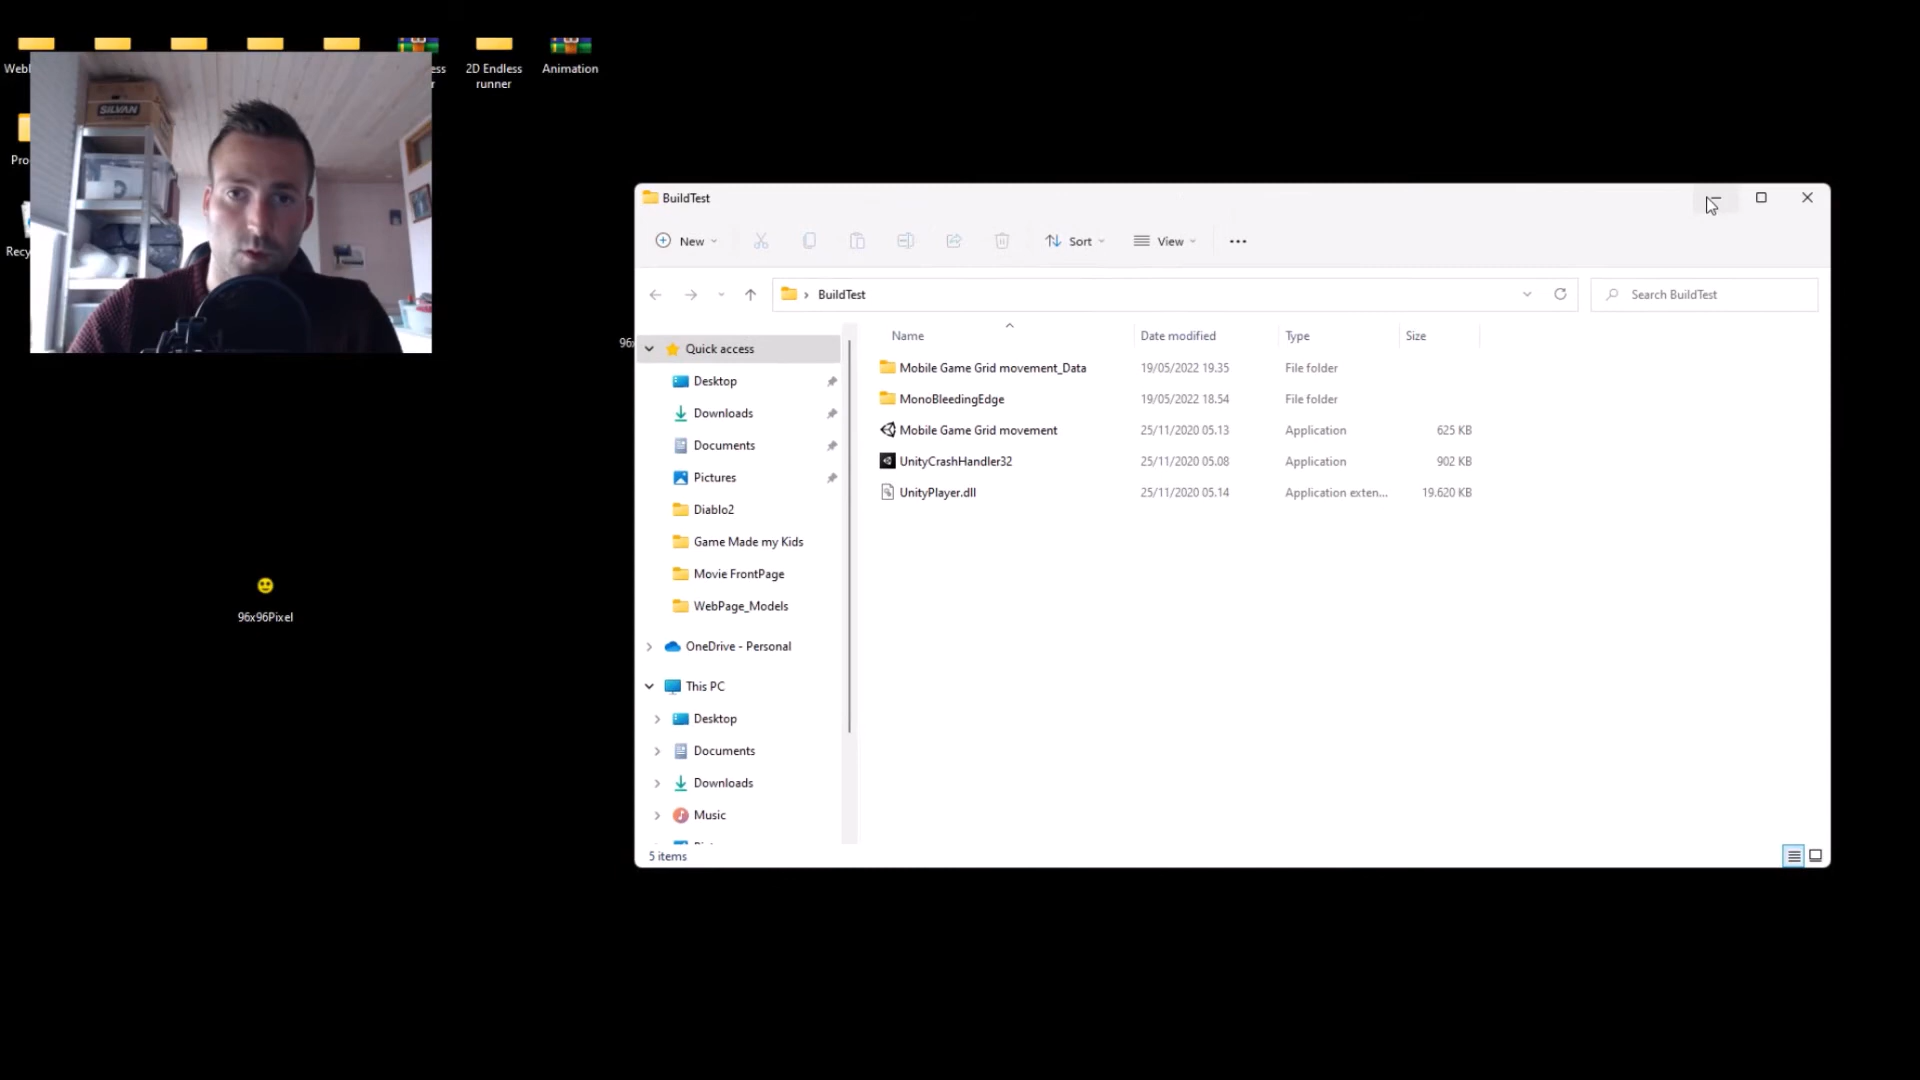 2D Endless
runner
Animation
SILVAN
96x96Pixel
BuildTest
New
Sort
View
BuildTest
Search BuildTest
Name
Date modified
Type
Size
Quick access
Desktop
Downloads
Documents
Pictures
Diablo2
Game Made my Kids
Movie FrontPage
WebPage_Models
OneDrive - Personal
This PC
Desktop
Documents
Downloads
Music
Mobile Game Grid movement_Data 19/05/2022 19.35 File folder
MonoBleedingEdge 19/05/2022 18.54 File folder
Mobile Game Grid movement 25/11/2020 05.13 Application 625 KB
UnityCrashHandler32 25/11/2020 05.08 Application 902 KB
UnityPlayer.dll 25/11/2020 05.14 Application exten... 19.620 KB
5 items